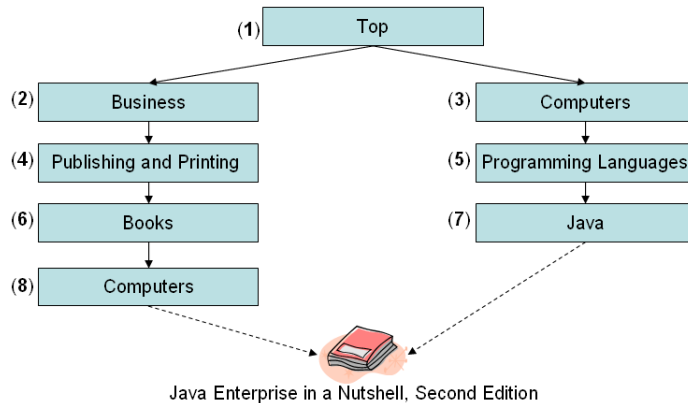 (1) Top
(2) Business
(3) Computers
(4) Publishing and Printing
(5) Programming Languages
(6) Books
(7) Java
(8) Computers
Java Enterprise in a Nutshell, Second Edition